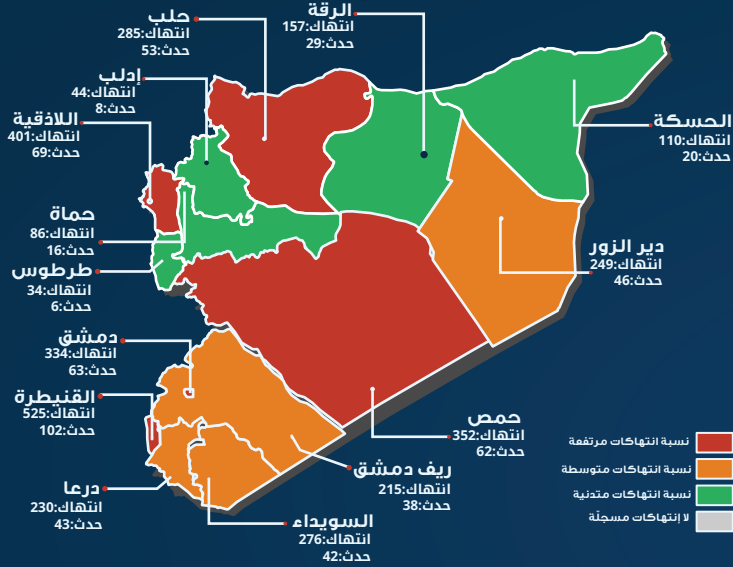 الرقة
انتهاك:157
حدث:29
حلب
انتهاك:285
حدث:53
إدلب
انتهاك:44
حدث:8
اللاذقية
انتهاك:401
حدث:69
الحسكة
انتهاك:110
حدث:20
حماة
انتهاك:86
حدث:16
دير الزور
انتهاك:249
حدث:46
طرطوس
انتهاك:34
حدث:6
دمشق
انتهاك:334
حدث:63
القنيطرة
انتهاك:525
حدث:102
حمص
انتهاك:352
حدث:62
ريف دمشق
انتهاك:215
حدث:38
درعا
انتهاك:230
حدث:43
السويداء
انتهاك:276
حدث:42
نسبة انتهاكات مرتفعة
نسبة انتهاكات متوسطة
نسبة انتهاكات متدنية
لا إنتهاكات مسجلّة